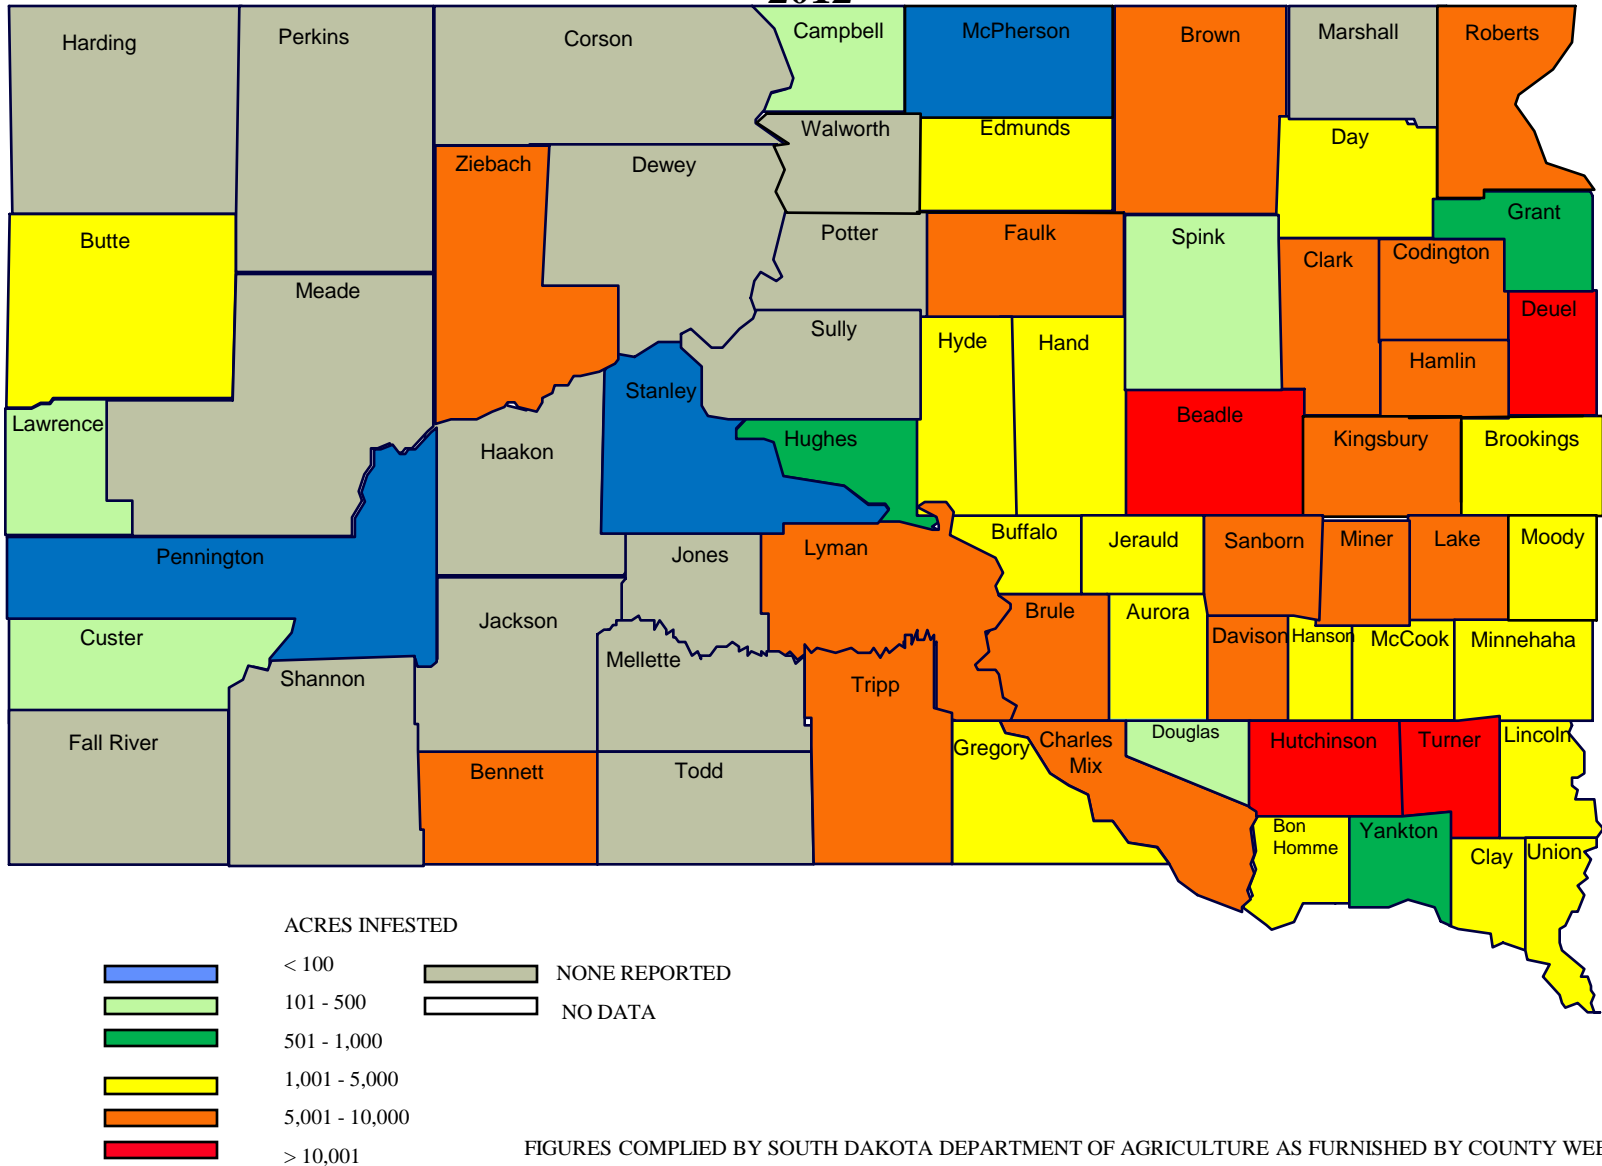 2012
Harding
Perkins
Corson
Campbell
McPherson
Brown
Marshall
Roberts
Walworth
Edmunds
Day
Ziebach
Dewey
Grant
Butte
Potter
Faulk
Spink
Clark
Codington
Meade
Deuel
Sully
Hyde
Hand
Hamlin
Stanley
Lawrence
Beadle
Haakon
Hughes
Kingsbury
Brookings
Pennington
Jones
Lyman
Buffalo
Jerauld
Sanborn
Miner
Lake
Moody
Custer
Jackson
Brule
Aurora
Davison
Hanson
McCook
Minnehaha
Mellette
Shannon
Tripp
Fall River
Bennett
Todd
Gregory
Charles
Mix
Douglas
Hutchinson
Turner
Lincoln
Bon
Homme
Yankton
Clay
Union
ACRES INFESTED
< 100
NONE REPORTED
101 - 500
NO DATA
501 - 1,000
1,001 - 5,000
5,001 - 10,000
> 10,001
FIGURES COMPLIED BY SOUTH DAKOTA DEPARTMENT OF AGRICULTURE AS FURNISHED BY COUNTY